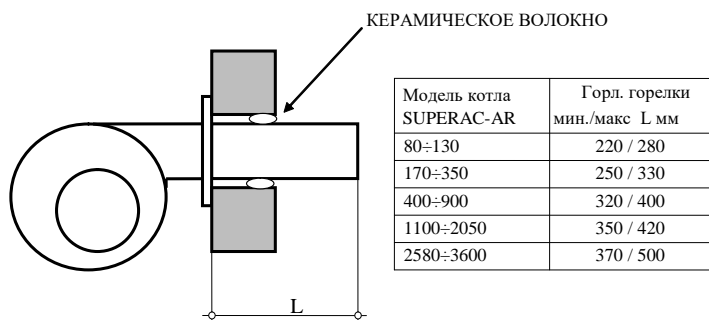 КЕРАМИЧЕСКОЕ ВОЛОКНО
Модель котла Горл. горелки
SUPERAC-AR мин./макс L мм
80÷130 220 / 280
170÷350 250 / 330
400÷900 320 / 400
1100÷2050 350 / 420
2580÷3600 370 / 500
L